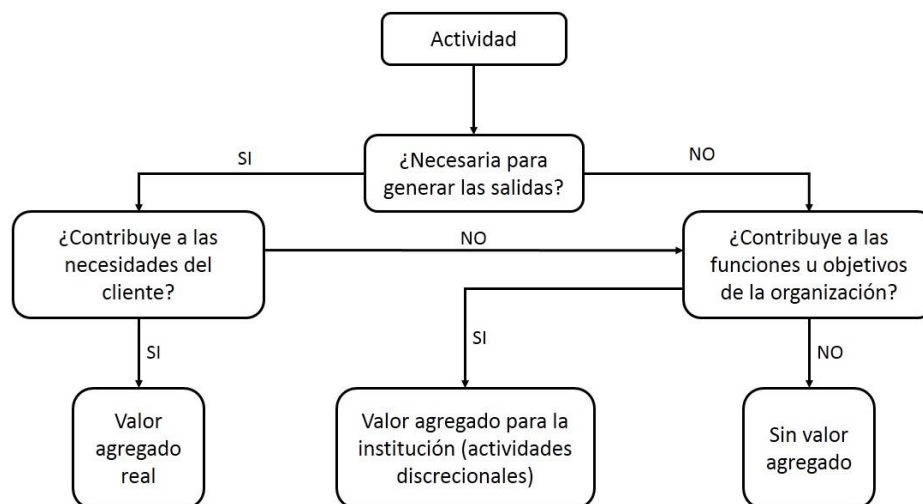 Actividad
¿Necesaria para
generar las salidas?
SI
NO
¿Contribuye a las
necesidades del
cliente?
NO
¿Contribuye a las
funciones u objetivos
de la organización?
SI
SI
NO
Valor
agregado
real
Valor agregado para la
institución (actividades
discrecionales)
Sin valor
agregado